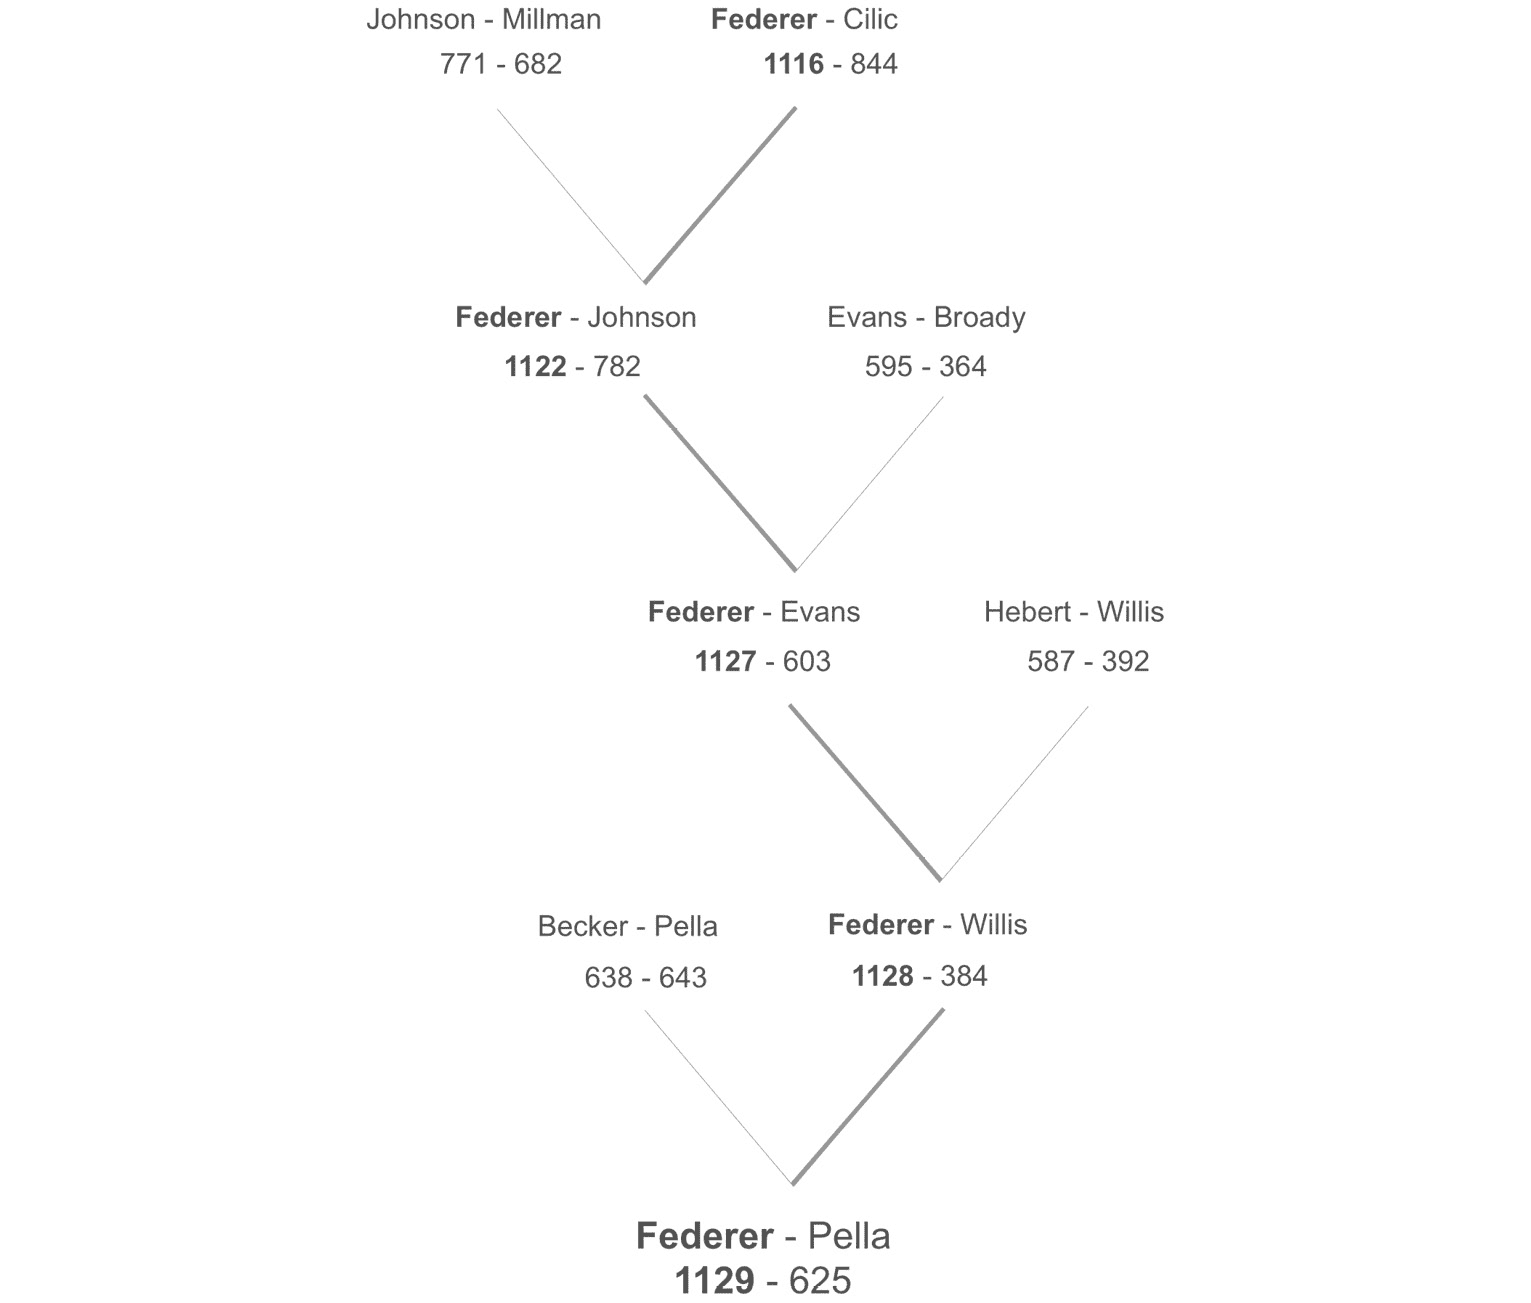 Johnson - Millman
771 - 682
Federer - Cilic
1116 - 844
Federer - Johnson
1122 - 782
Evans - Broady
595 - 364
Federer - Evans
1127 - 603
Hebert - Willis
587 - 392
Becker - Pella
638 - 643
Federer - Willis
1128 - 384
Federer - Pella
1129 - 625